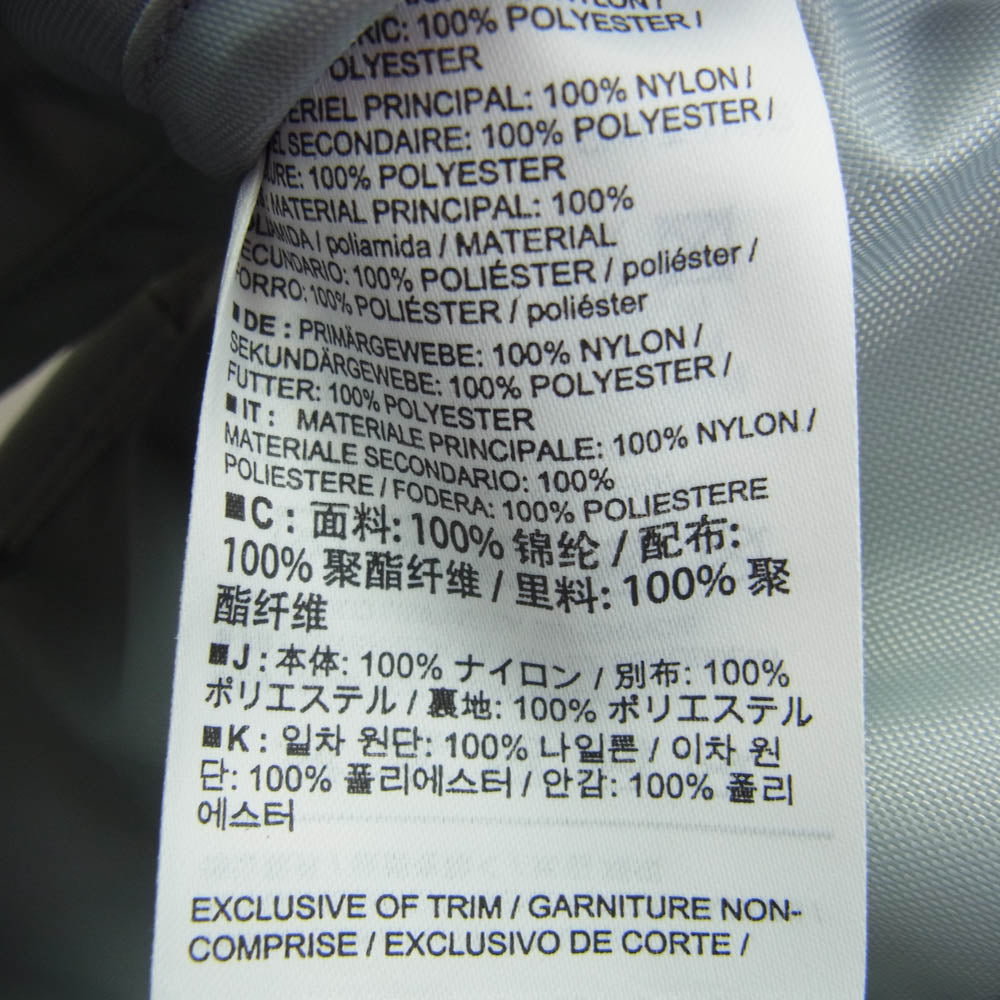 100% POLYESTER /
POLYESTER
PRINCIPAL: 100% NYLON /
SECONDAIRE: 100% POLYESTER /
100% POLYESTER
MATERIAL PRINCIPAL: 100%
/ poliamida / MATERIAL
SECUNDARIO: 100% POLIÉSTER / poliéster /
FORRO: 100% POLIÉSTER / poliéster
■DE : PRIMÄRGEWEBE: 100% NYLON /
SEKUNDÄRGEWEBE: 100% POLYESTER /
FUTTER: 100% POLYESTER
■IT : MATERIALE PRINCIPALE: 100% NYLON /
MATERIALE SECONDARIO: 100%
POLIESTERE / FODERA: 100% POLIESTERE
■C : 面料: 100% 锦纶 / 配布:
100% 聚酯纤维 / 里料: 100% 聚
酯纤维
■J : 本体: 100% ナイロン / 別布: 100%
ポリエステル / 裏地: 100% ポリエステル
■K : 일차 원단: 100% 나일론 / 이차 원
단: 100% 폴리에스터 / 안감: 100% 폴리
에스터
EXCLUSIVE OF TRIM / GARNITURE NON-
COMPRISE / EXCLUSIVO DE CORTE /